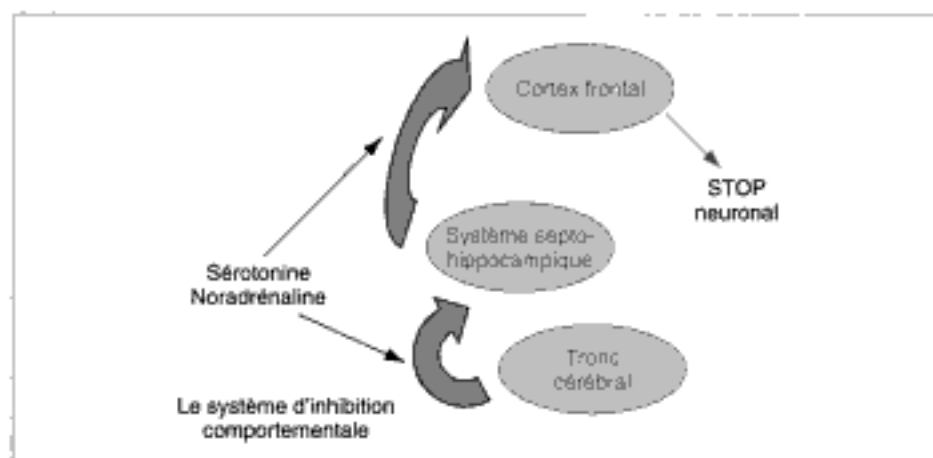 Cortex frontal
STOP
neuronal
Système septo-
hippocampique
Sérotonine
Noradrénaline
Tronc
cérébral
Le système d'inhibition
comportementale